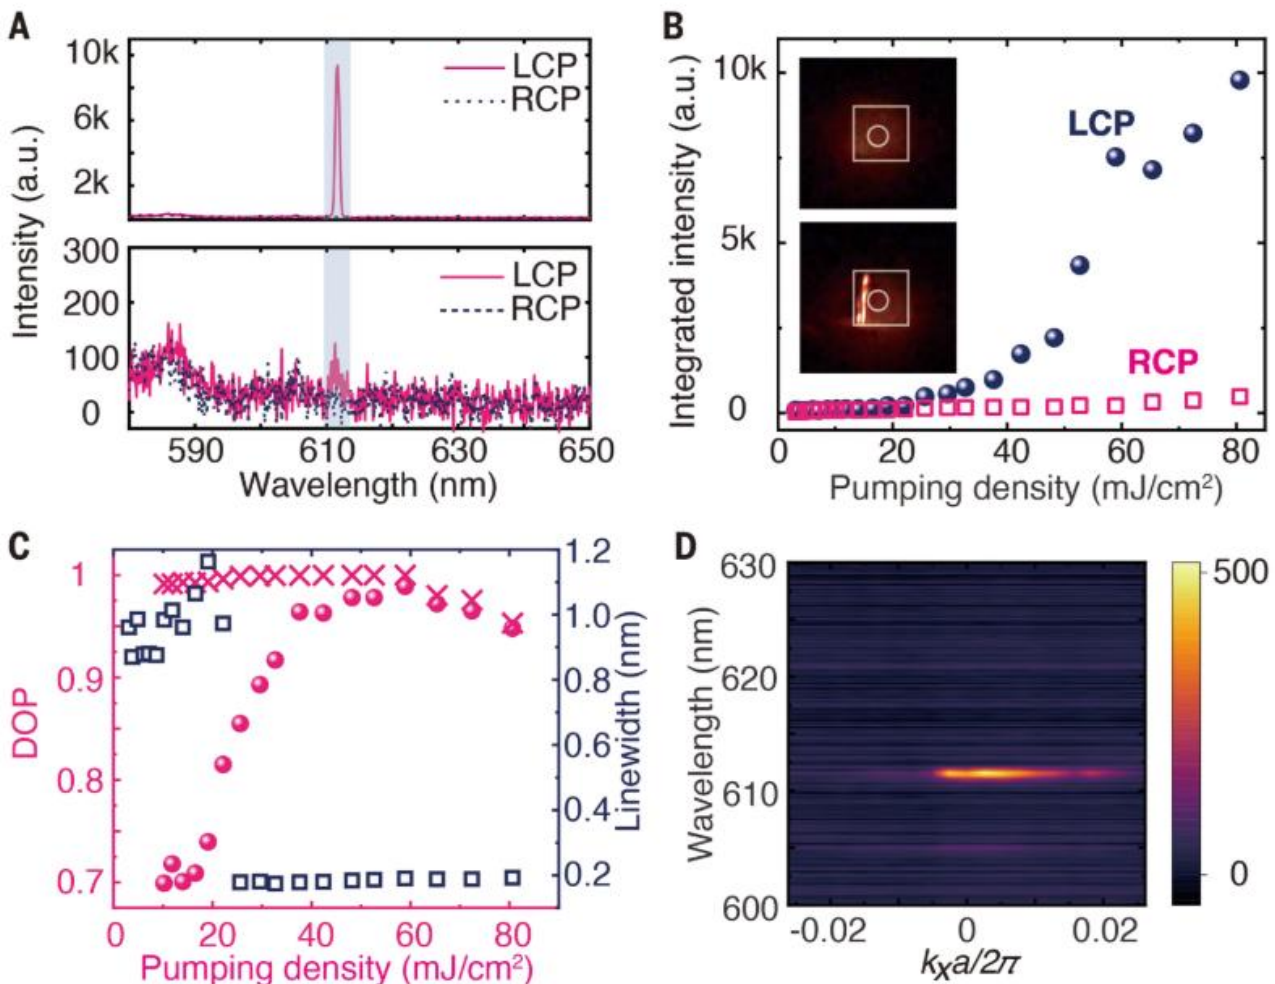 A
10k
6k
2k
LCP
RCP
300
200
100
0
LCP
RCP
Intensity (a.u.)
590
610
630
650
Wavelength (nm)
B
10k
5k
0
Integrated intensity (a.u.)
LCP
RCP
0
20
40
60
80
Pumping density (mJ/cm²)
C
1
0.9
0.8
0.7
DOP
1.2
1.0
0.8
0.6
0.4
0.2
Linewidth (nm)
0
20
40
60
80
Pumping density (mJ/cm²)
D
630
620
610
600
Wavelength (nm)
500
0
-0.02
0
0.02
kₓa/2π